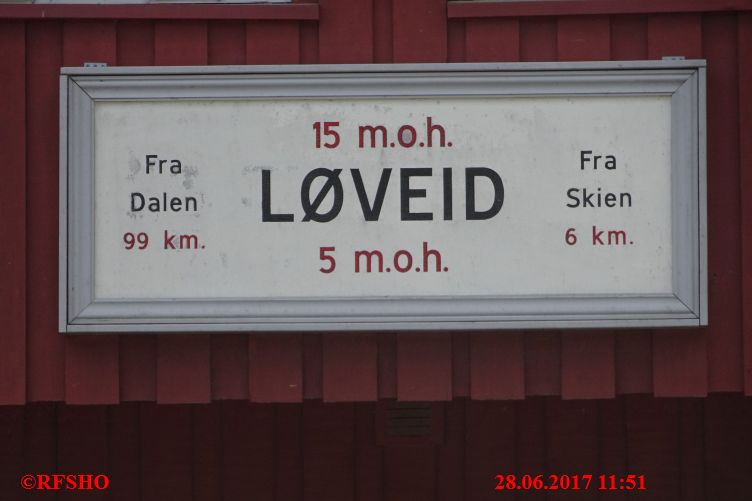 15 m.o.h.
Fra
Dalen
99 km.
LØVEID
Fra
Skien
6 km.
5 m.o.h.
©RFSHO
28.06.2017 11:51